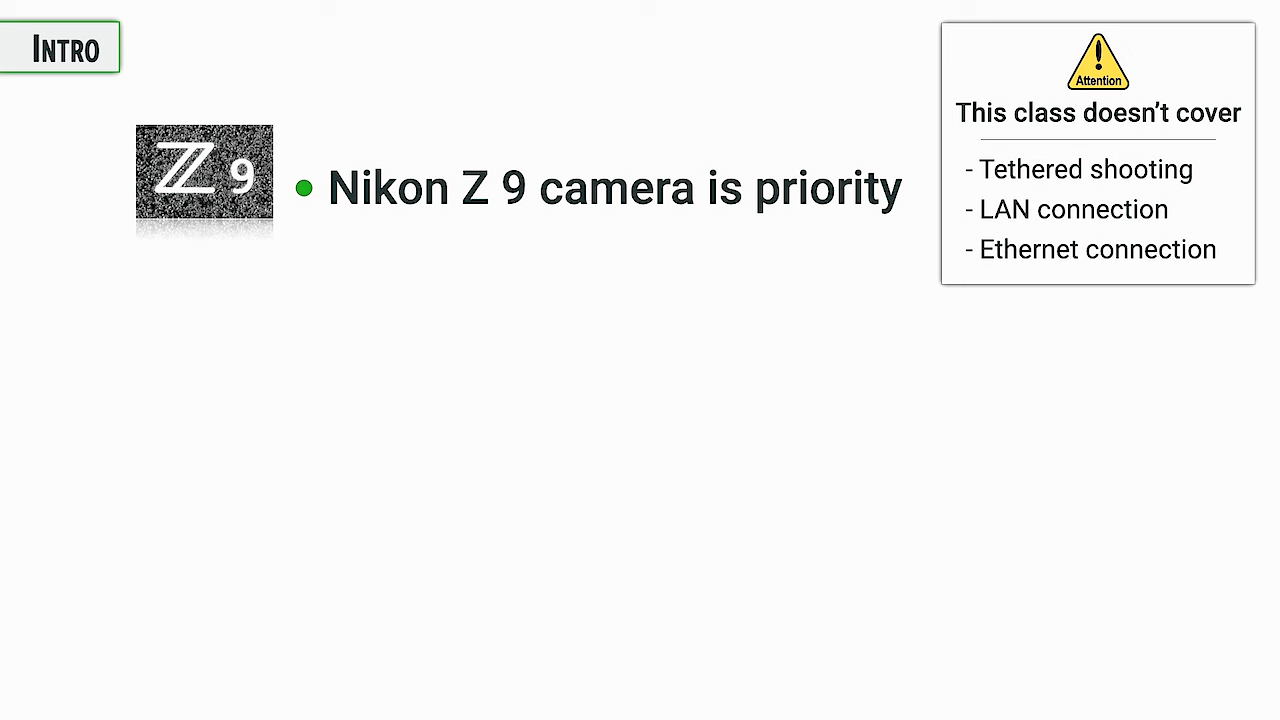 Intro
Z 9
• Nikon Z 9 camera is priority
Attention
This class doesn’t cover
- Tethered shooting
- LAN connection
- Ethernet connection